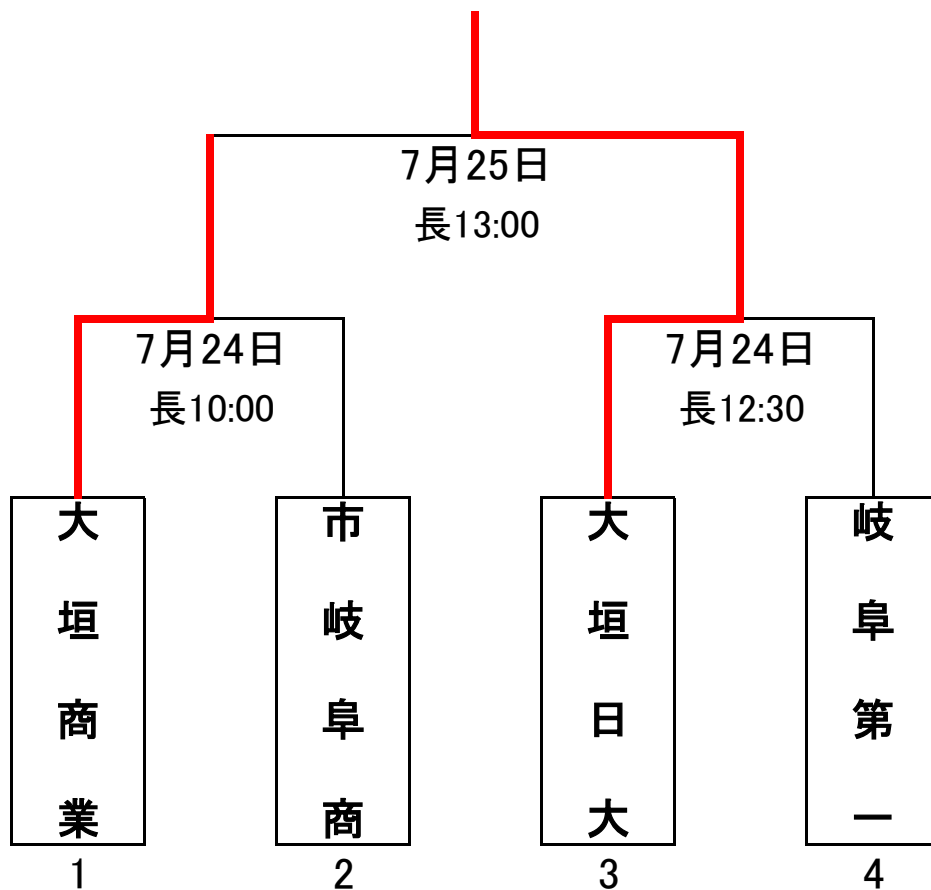 7月25日
長13:00
7月24日
長10:00
7月24日
長12:30
大垣商業
市岐阜商
大垣日大
岐阜第一
1
2
3
4